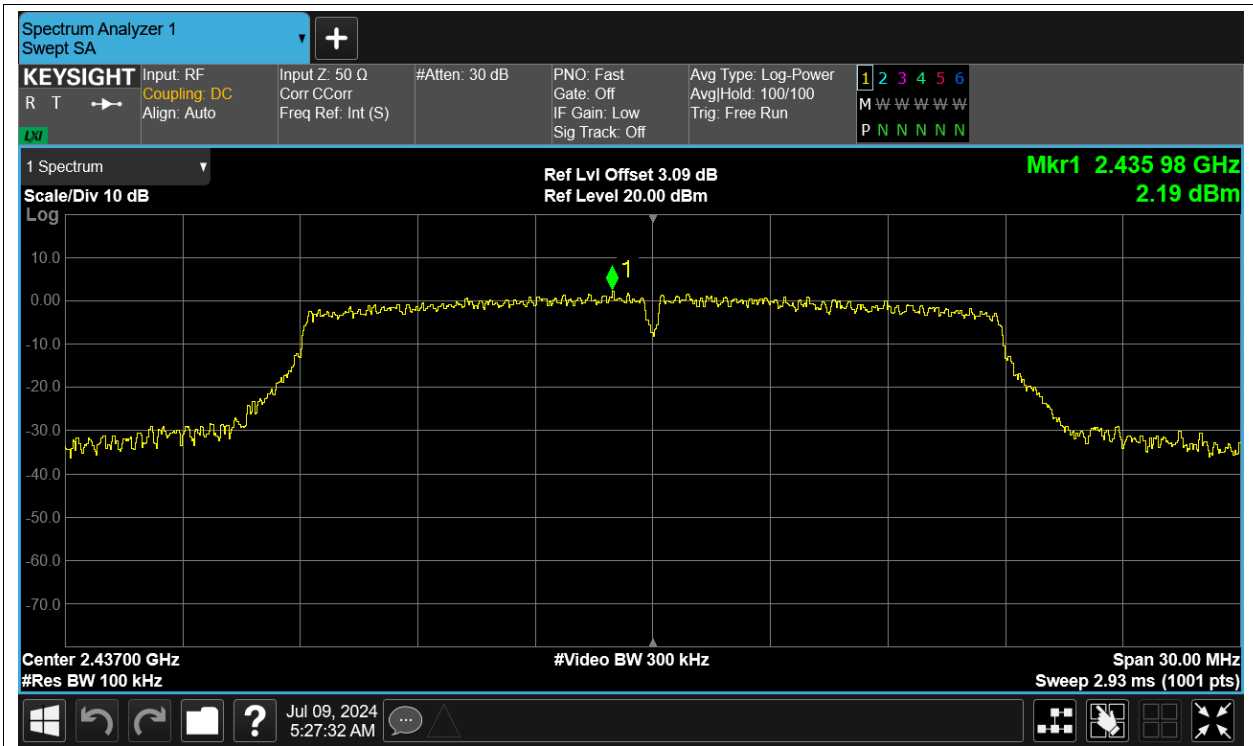 Spectrum Analyzer 1
Swept SA
KEYSIGHT
R T
LXI
Input: RF
Coupling: DC
Align: Auto
Input Z: 50 Ω
Corr CCorr
Freq Ref: Int (S)
#Atten: 30 dB
PNO: Fast
Gate: Off
IF Gain: Low
Sig Track: Off
Avg Type: Log-Power
Avg|Hold: 100/100
Trig: Free Run
1 2 3 4 5 6
M W W W W W
P N N N N N
1 Spectrum
Scale/Div 10 dB
Ref Lvl Offset 3.09 dB
Ref Level 20.00 dBm
Mkr1 2.435 98 GHz
2.19 dBm
Log
10.0
0.00
-10.0
-20.0
-30.0
-40.0
-50.0
-60.0
-70.0
1
Center 2.43700 GHz
#Res BW 100 kHz
#Video BW 300 kHz
Span 30.00 MHz
Sweep 2.93 ms (1001 pts)
?
Jul 09, 2024
5:27:32 AM